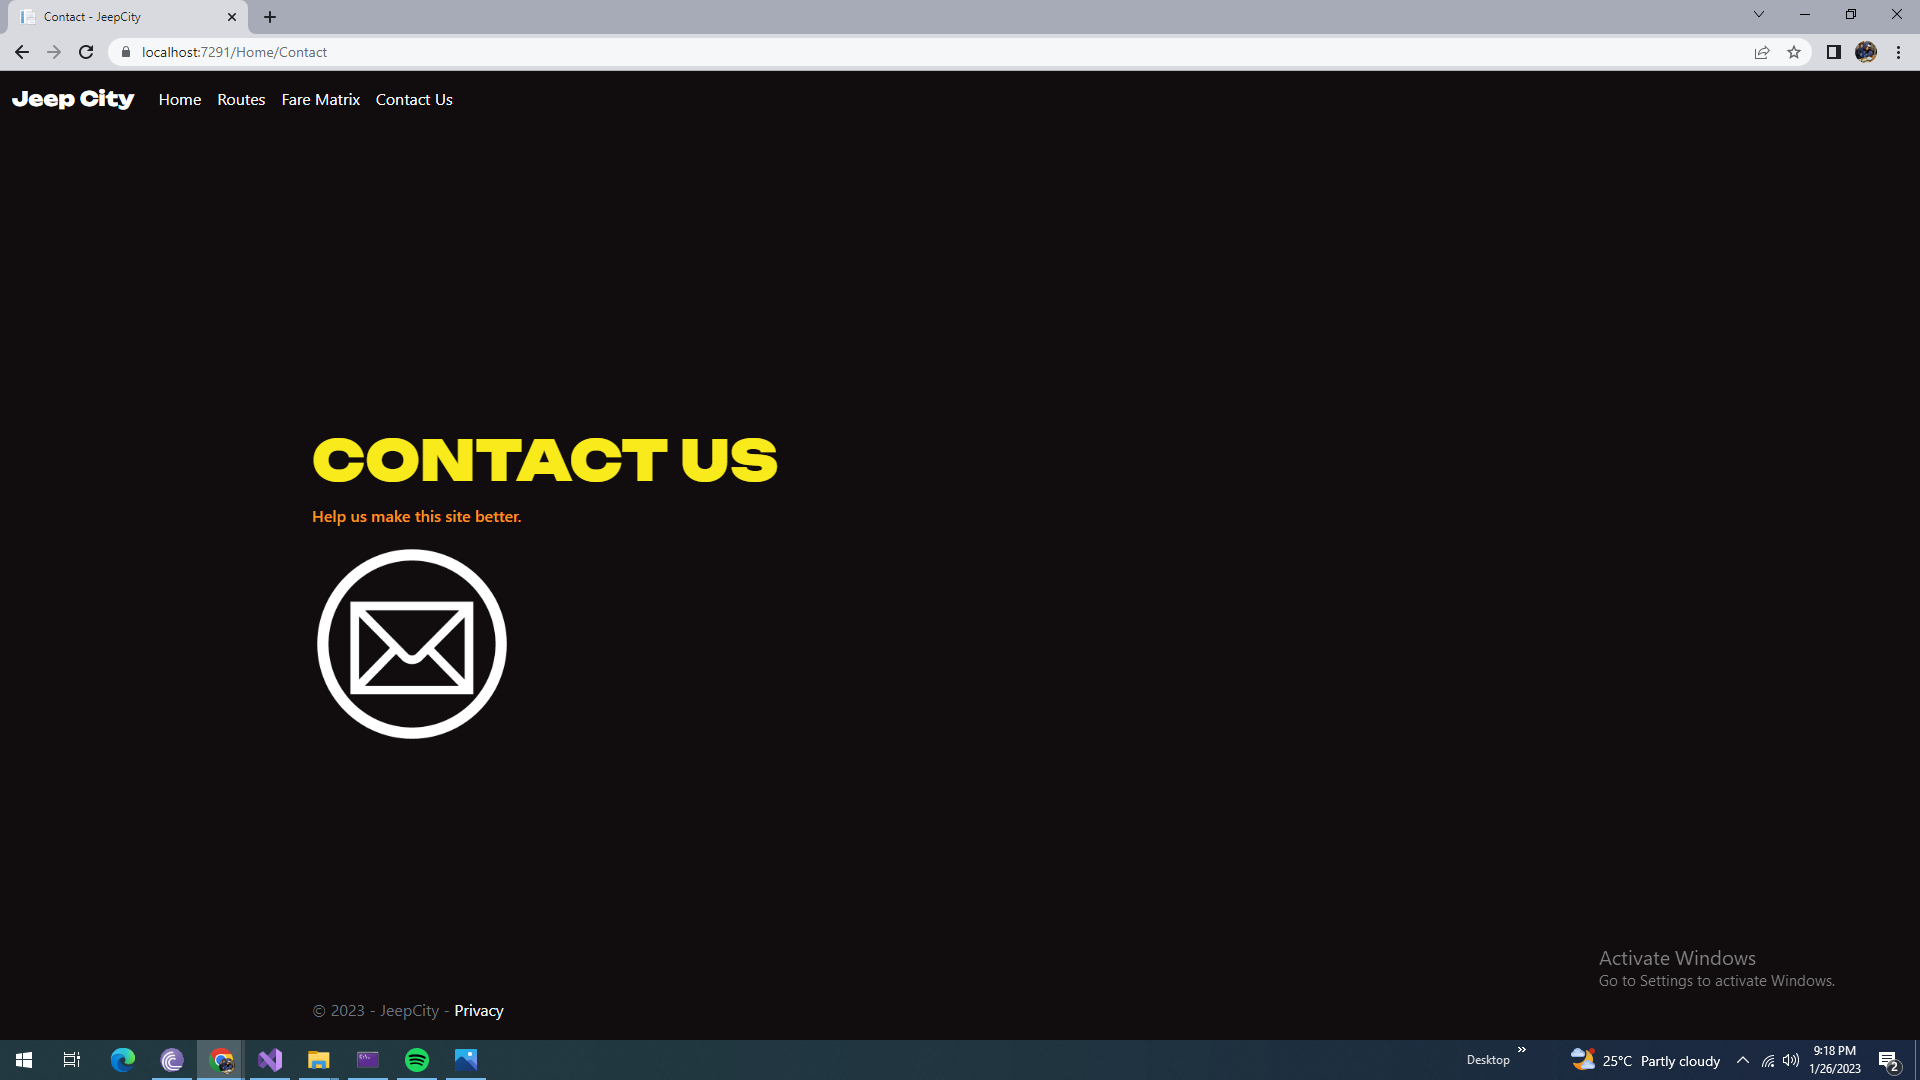 Contact - JeepCity
localhost:7291/Home/Contact
Jeep City Home Routes Fare Matrix Contact Us
CONTACT US
Help us make this site better.
Activate Windows
Go to Settings to activate Windows.
© 2023 - JeepCity - Privacy
Desktop » 25°C Partly cloudy 9:18 PM
1/26/2023
2